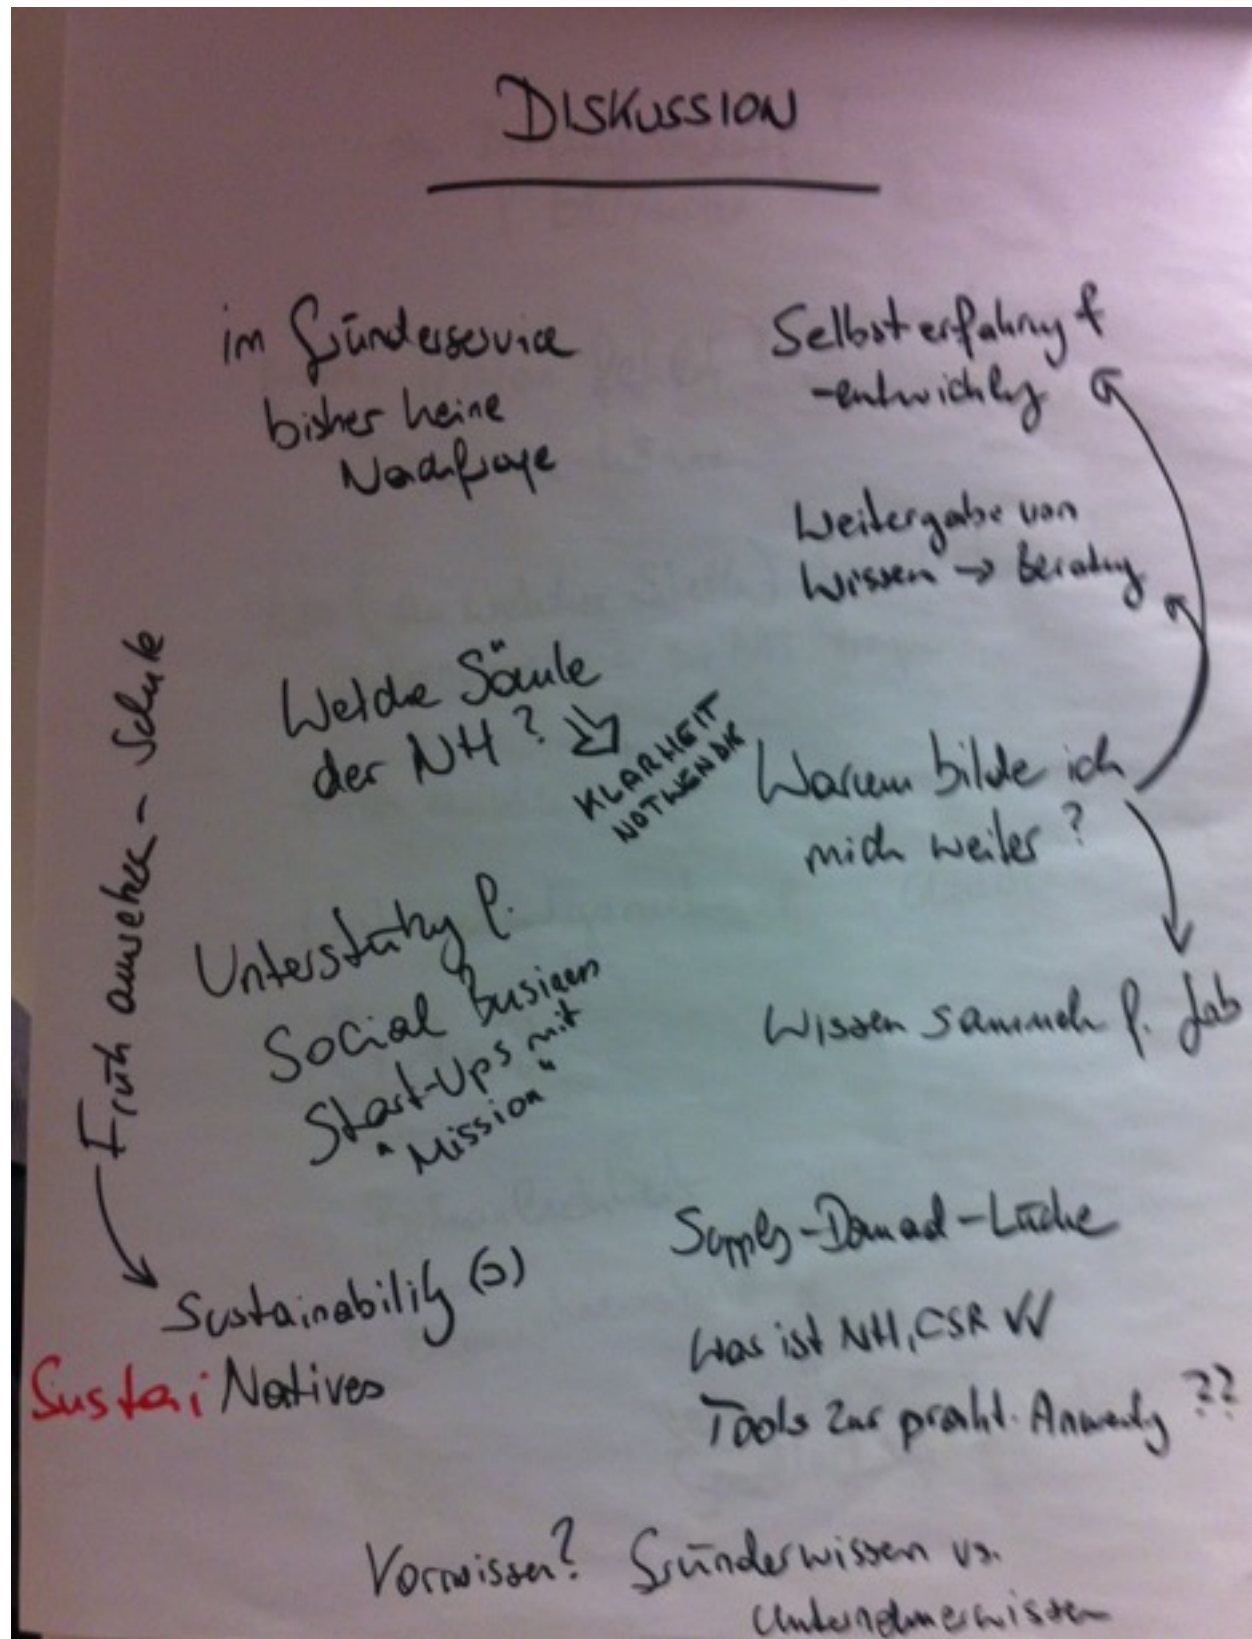 DISKUSSION
im Gründerservice
bisher keine
Nachfrage
Selbsterfahrung &
-entwicklung
Weitergabe von
Wissen → Beratung
Welche Säule
der NH?
KLARHEIT
NOTWENDIG
Warum bilde ich
mich weiter?
Wissen sammeln f. Job
Früh ansetzen - Schule
Unterstützung f.
Social Business
Start-Ups mit
"Mission"
Sustainability (s)
SustaiNatives
Supply-Demand-Lücke
Was ist NH, CSR √√
Tools zur prakt. Anwendung ??
Vorwissen? Gründerwissen vs.
Unternehmerwissen